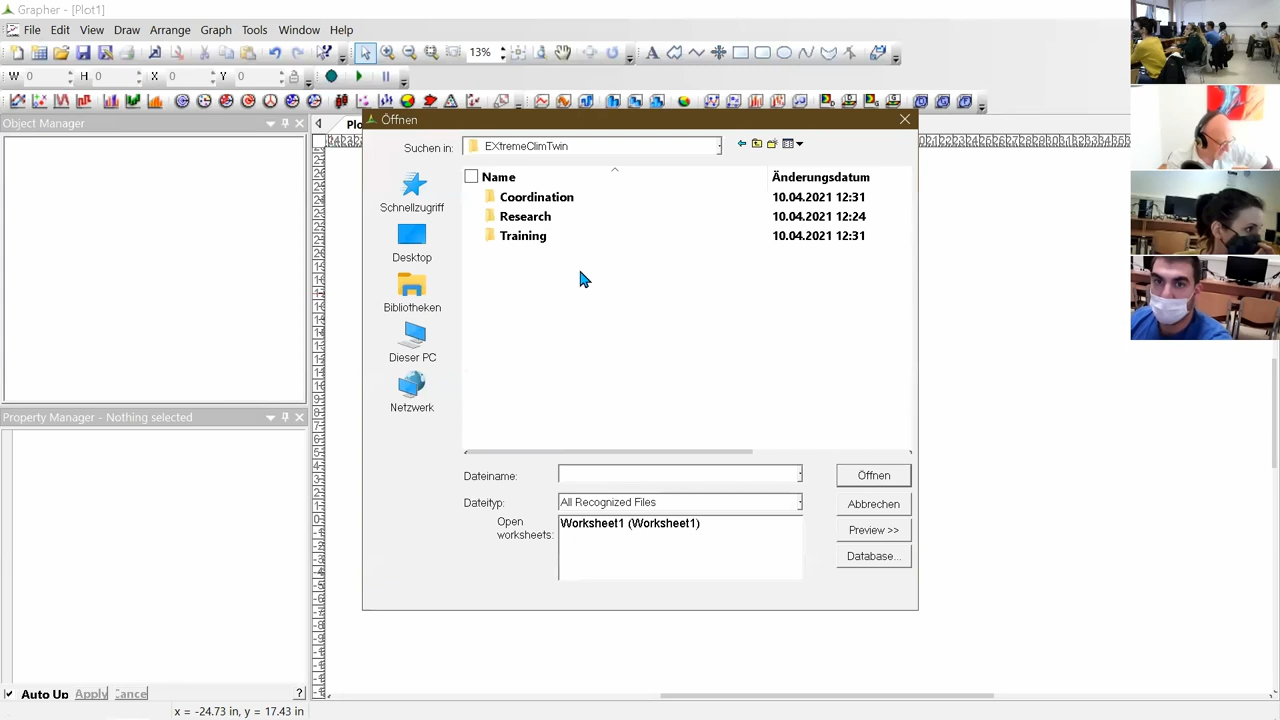 Grapher - [Plot1]
File Edit View Draw Arrange Graph Tools Window Help
13%
W 0 H 0 X 0 Y 0
Object Manager
Plo
Öffnen
Suchen in: EXtremeClimTwin
Name Änderungsdatum
Coordination 10.04.2021 12:31
Research 10.04.2021 12:24
Training 10.04.2021 12:31
Schnellzugriff
Desktop
Bibliotheken
Dieser PC
Netzwerk
Dateiname: Öffnen
Dateityp: All Recognized Files Abbrechen
Open worksheets: Worksheet1 (Worksheet1)
Preview >>
Database...
Property Manager - Nothing selected
Auto Up Apply Cance ?
x = -24.73 in, y = 17.43 in